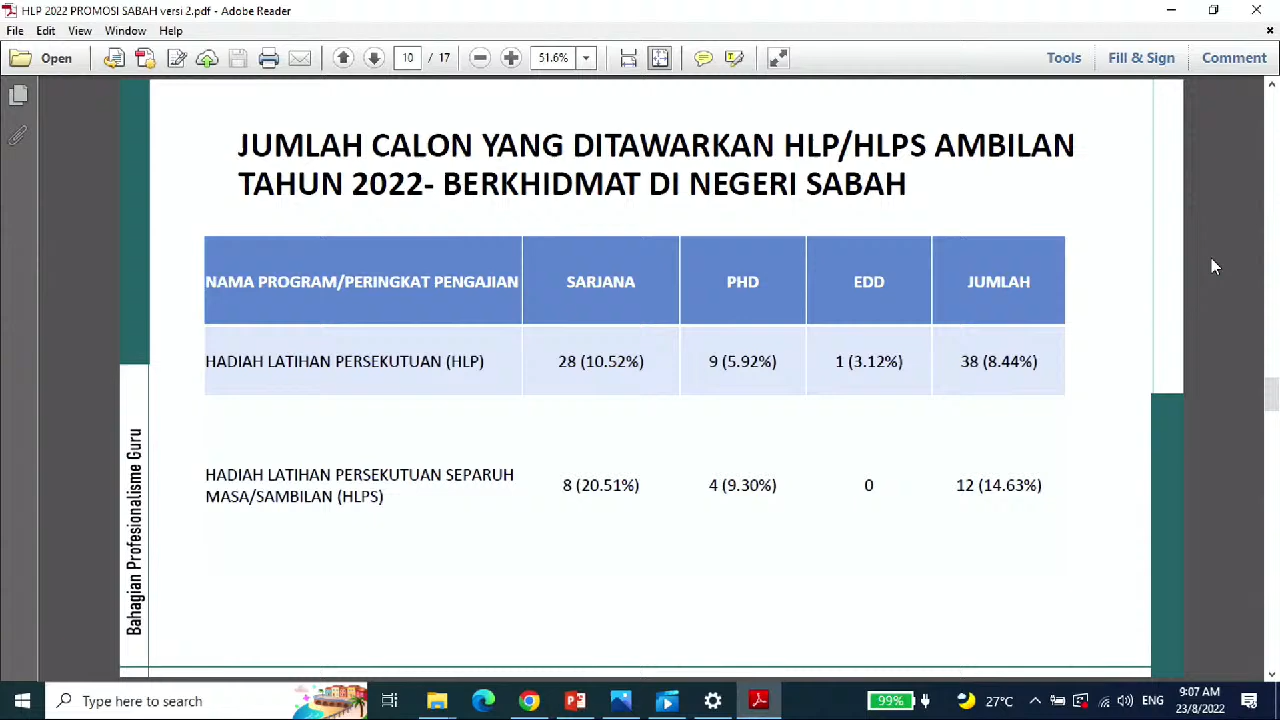 HLP 2022 PROMOSI SABAH versi 2.pdf - Adobe Reader
File Edit View Window Help
Open 10 / 17 51.6% Tools Fill & Sign Comment
JUMLAH CALON YANG DITAWARKAN HLP/HLPS AMBILAN
TAHUN 2022- BERKHIDMAT DI NEGERI SABAH
NAMA PROGRAM/PERINGKAT PENGAJIAN SARJANA PHD EDD JUMLAH
HADIAH LATIHAN PERSEKUTUAN (HLP) 28 (10.52%) 9 (5.92%) 1 (3.12%) 38 (8.44%)
HADIAH LATIHAN PERSEKUTUAN SEPARUH
MASA/SAMBILAN (HLPS) 8 (20.51%) 4 (9.30%) 0 12 (14.63%)
Bahagian Profesionalisme Guru
Type here to search 99% 27°C ENG 9:07 AM
23/8/2022